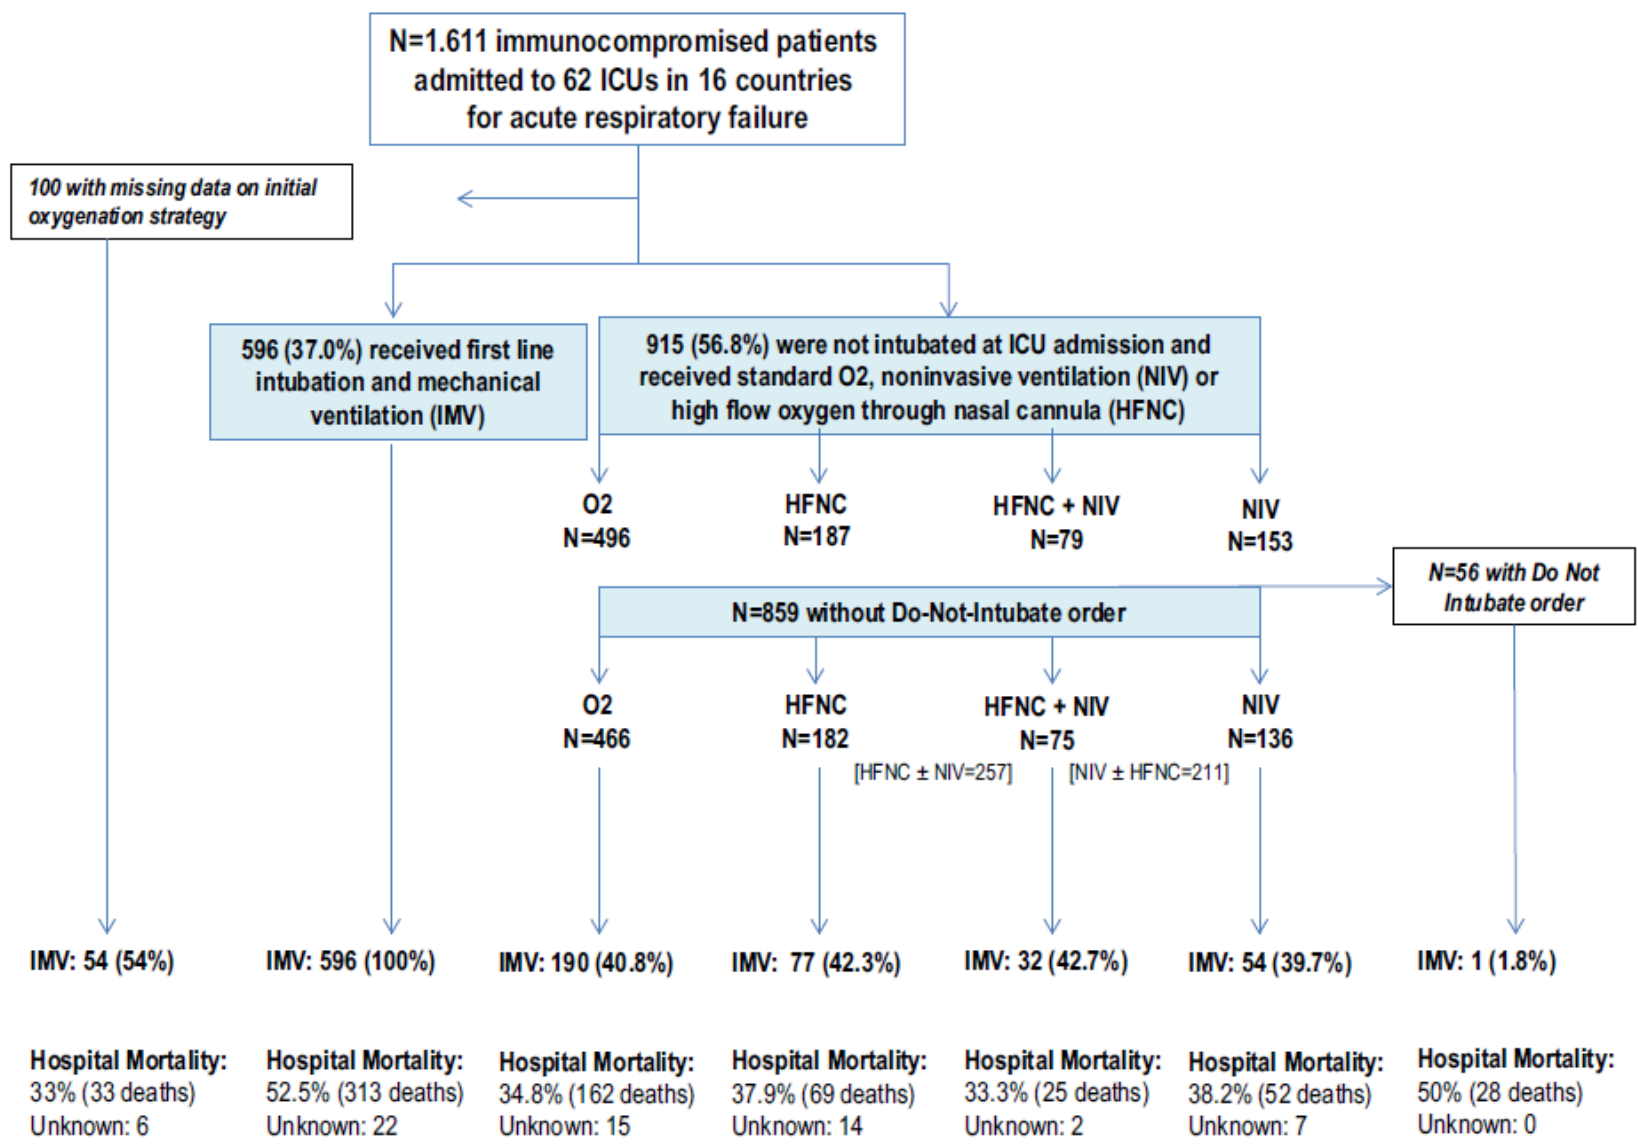 N=1.611 immunocompromised patients
admitted to 62 ICUs in 16 countries
for acute respiratory failure
100 with missing data on initial
oxygenation strategy
596 (37.0%) received first line
intubation and mechanical
ventilation (IMV)
915 (56.8%) were not intubated at ICU admission and
received standard O2, noninvasive ventilation (NIV) or
high flow oxygen through nasal cannula (HFNC)
O2
N=496
HFNC
N=187
HFNC + NIV
N=79
NIV
N=153
N=56 with Do Not
Intubate order
N=859 without Do-Not-Intubate order
O2
N=466
HFNC
N=182
HFNC + NIV
N=75
NIV
N=136
[HFNC ± NIV=257]
[NIV ± HFNC=211]
IMV: 54 (54%)
IMV: 596 (100%)
IMV: 190 (40.8%)
IMV: 77 (42.3%)
IMV: 32 (42.7%)
IMV: 54 (39.7%)
IMV: 1 (1.8%)
Hospital Mortality:
33% (33 deaths)
Unknown: 6
Hospital Mortality:
52.5% (313 deaths)
Unknown: 22
Hospital Mortality:
34.8% (162 deaths)
Unknown: 15
Hospital Mortality:
37.9% (69 deaths)
Unknown: 14
Hospital Mortality:
33.3% (25 deaths)
Unknown: 2
Hospital Mortality:
38.2% (52 deaths)
Unknown: 7
Hospital Mortality:
50% (28 deaths)
Unknown: 0